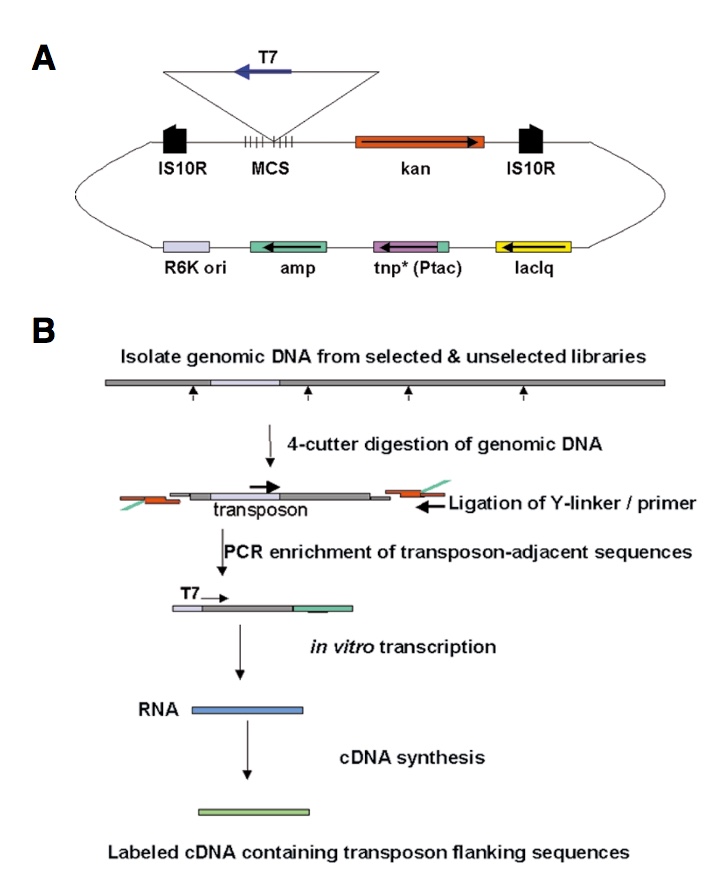 A
T7
IS10R MCS kan IS10R
R6K ori amp tnp* (Ptac) lacIq
B
Isolate genomic DNA from selected & unselected libraries
4-cutter digestion of genomic DNA
Ligation of Y-linker / primer
transposon
PCR enrichment of transposon-adjacent sequences
T7
in vitro transcription
RNA
cDNA synthesis
Labeled cDNA containing transposon flanking sequences